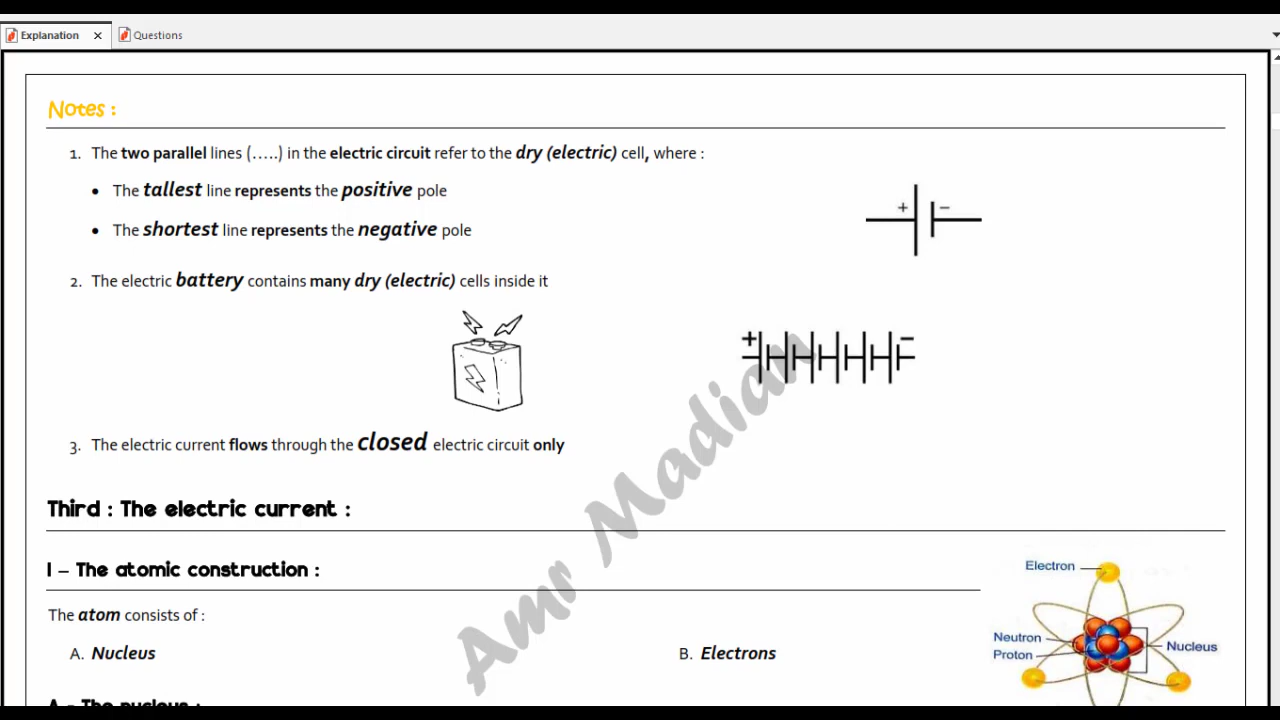 Explanation
Questions
Notes :
1. The two parallel lines (.....) in the electric circuit refer to the dry (electric) cell, where :
• The tallest line represents the positive pole
+ –
• The shortest line represents the negative pole
2. The electric battery contains many dry (electric) cells inside it
+ –
3. The electric current flows through the closed electric circuit only
Third : The electric current :
I – The atomic construction :
Electron
The atom consists of :
Neutron
Nucleus
Proton
A. Nucleus
B. Electrons
A – The nucleus :
Amr Madian